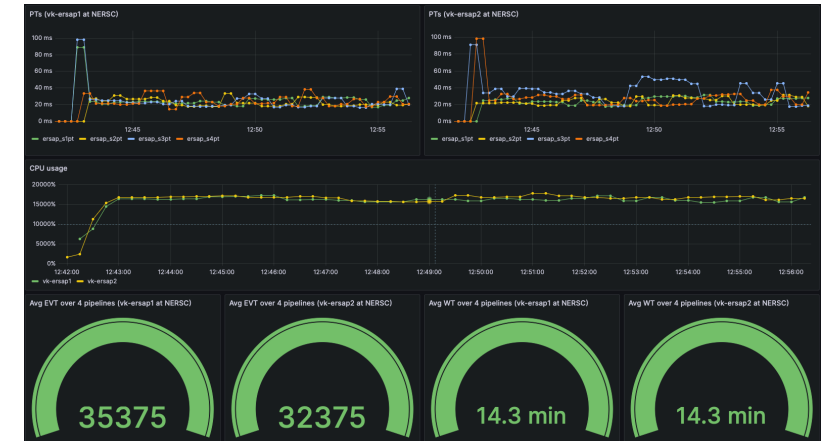 PTs (vk-ersap1 at NERSC)
100 ms
80 ms
60 ms
40 ms
20 ms
0 ms
12:45 12:50 12:55
ersap_s1pt ersap_s2pt ersap_s3pt ersap_s4pt
PTs (vk-ersap2 at NERSC)
100 ms
80 ms
60 ms
40 ms
20 ms
0 ms
12:45 12:50 12:55
ersap_s1pt ersap_s2pt ersap_s3pt ersap_s4pt
CPU usage
20000%
15000%
10000%
5000%
0%
12:42:00 12:43:00 12:44:00 12:45:00 12:46:00 12:47:00 12:48:00 12:49:00 12:50:00 12:51:00 12:52:00 12:53:00 12:54:00 12:55:00 12:56:00
vk-ersap1 vk-ersap2
Avg EVT over 4 pipelines (vk-ersap1 at NERSC)
35375
Avg EVT over 4 pipelines (vk-ersap2 at NERSC)
32375
Avg WT over 4 pipelines (vk-ersap1 at NERSC)
14.3 min
Avg WT over 4 pipelines (vk-ersap2 at NERSC)
14.3 min